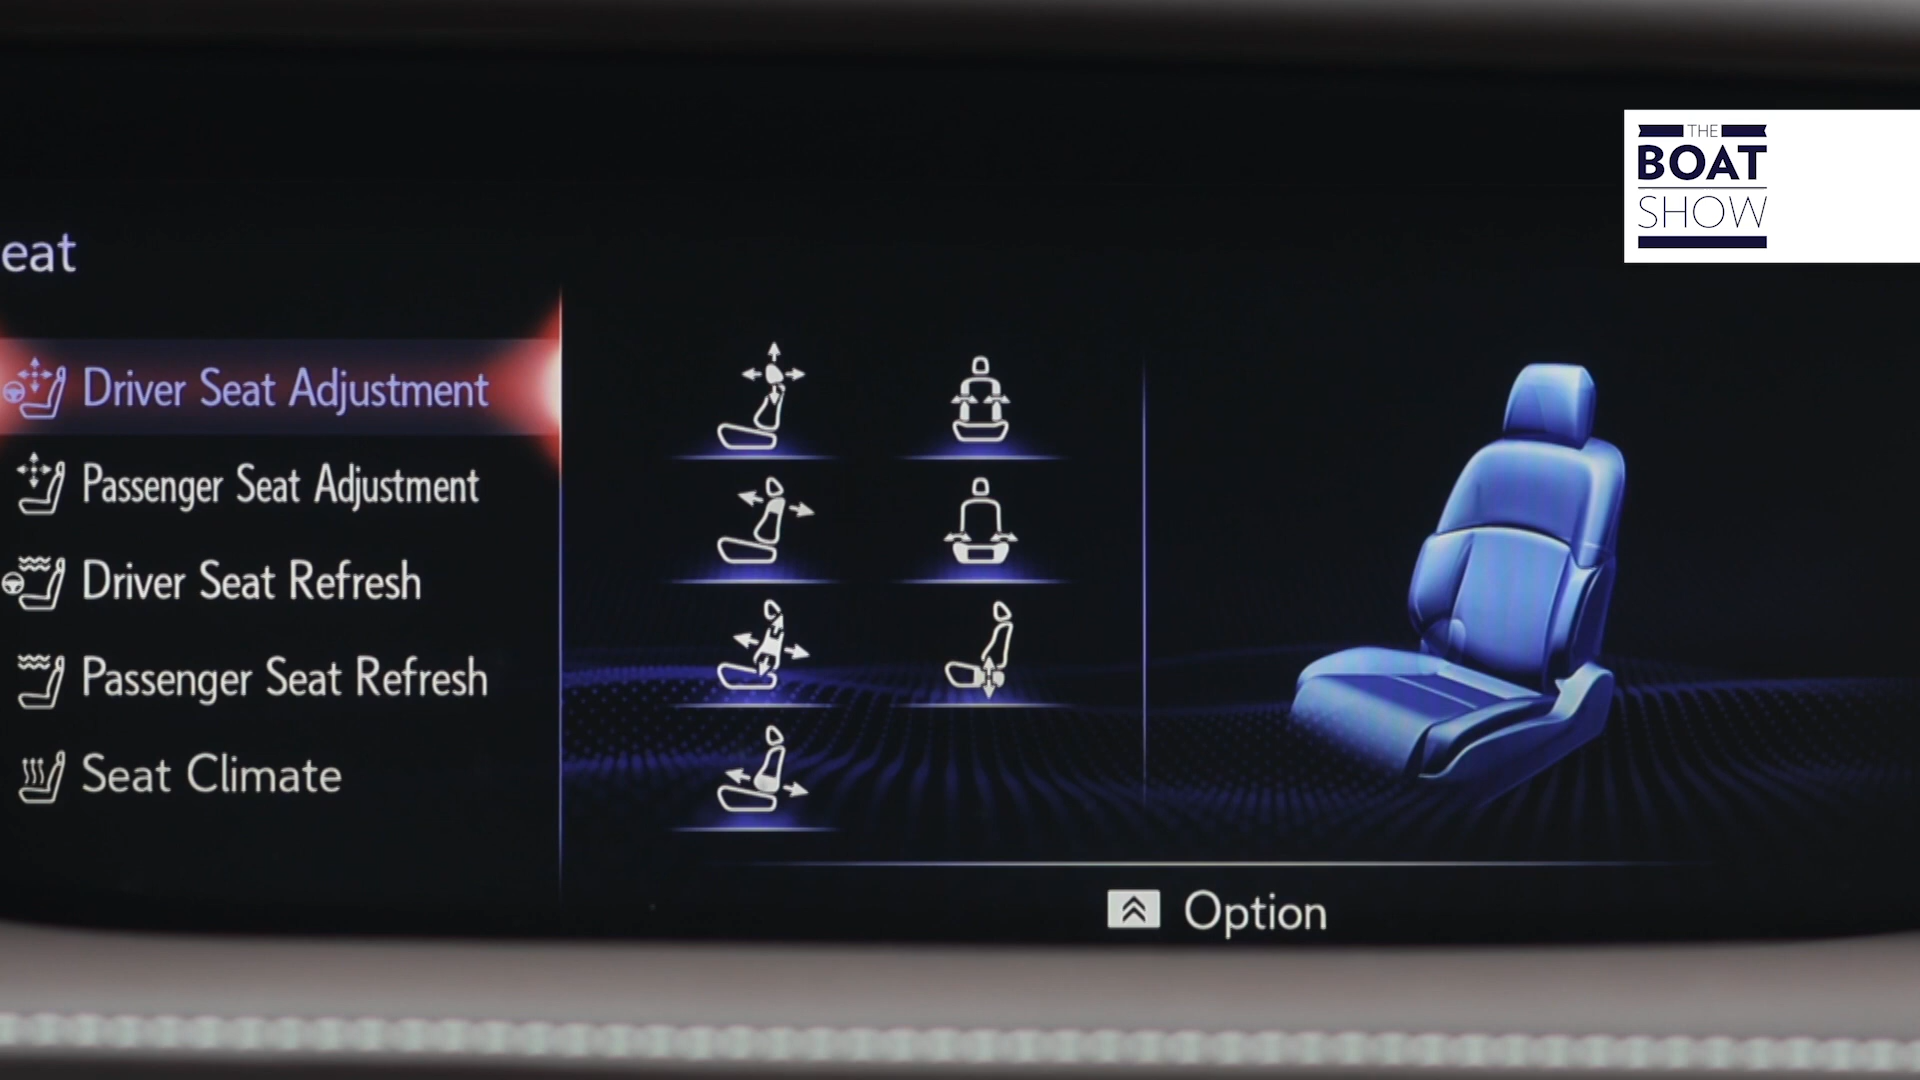 THE
BOAT
SHOW
eat
Driver Seat Adjustment
Passenger Seat Adjustment
Driver Seat Refresh
Passenger Seat Refresh
Seat Climate
Option